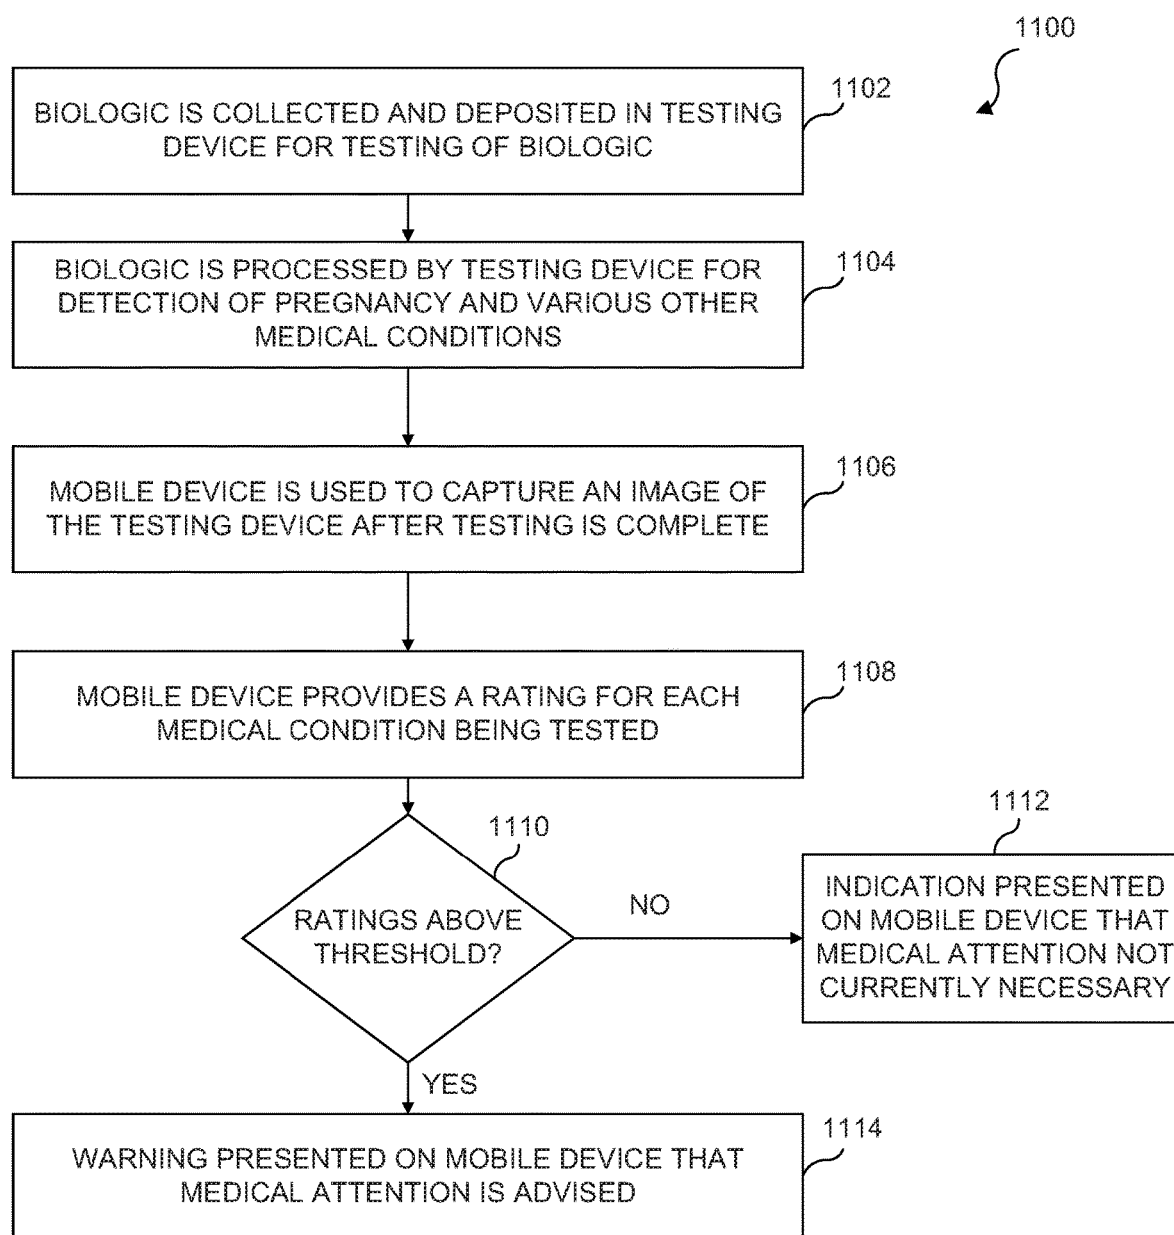 1100
BIOLOGIC IS COLLECTED AND DEPOSITED IN TESTING
DEVICE FOR TESTING OF BIOLOGIC
1102
BIOLOGIC IS PROCESSED BY TESTING DEVICE FOR
DETECTION OF PREGNANCY AND VARIOUS OTHER
MEDICAL CONDITIONS
1104
MOBILE DEVICE IS USED TO CAPTURE AN IMAGE OF
THE TESTING DEVICE AFTER TESTING IS COMPLETE
1106
MOBILE DEVICE PROVIDES A RATING FOR EACH
MEDICAL CONDITION BEING TESTED
1108
RATINGS ABOVE
THRESHOLD?
1110
NO
1112
INDICATION PRESENTED
ON MOBILE DEVICE THAT
MEDICAL ATTENTION NOT
CURRENTLY NECESSARY
YES
WARNING PRESENTED ON MOBILE DEVICE THAT
MEDICAL ATTENTION IS ADVISED
1114